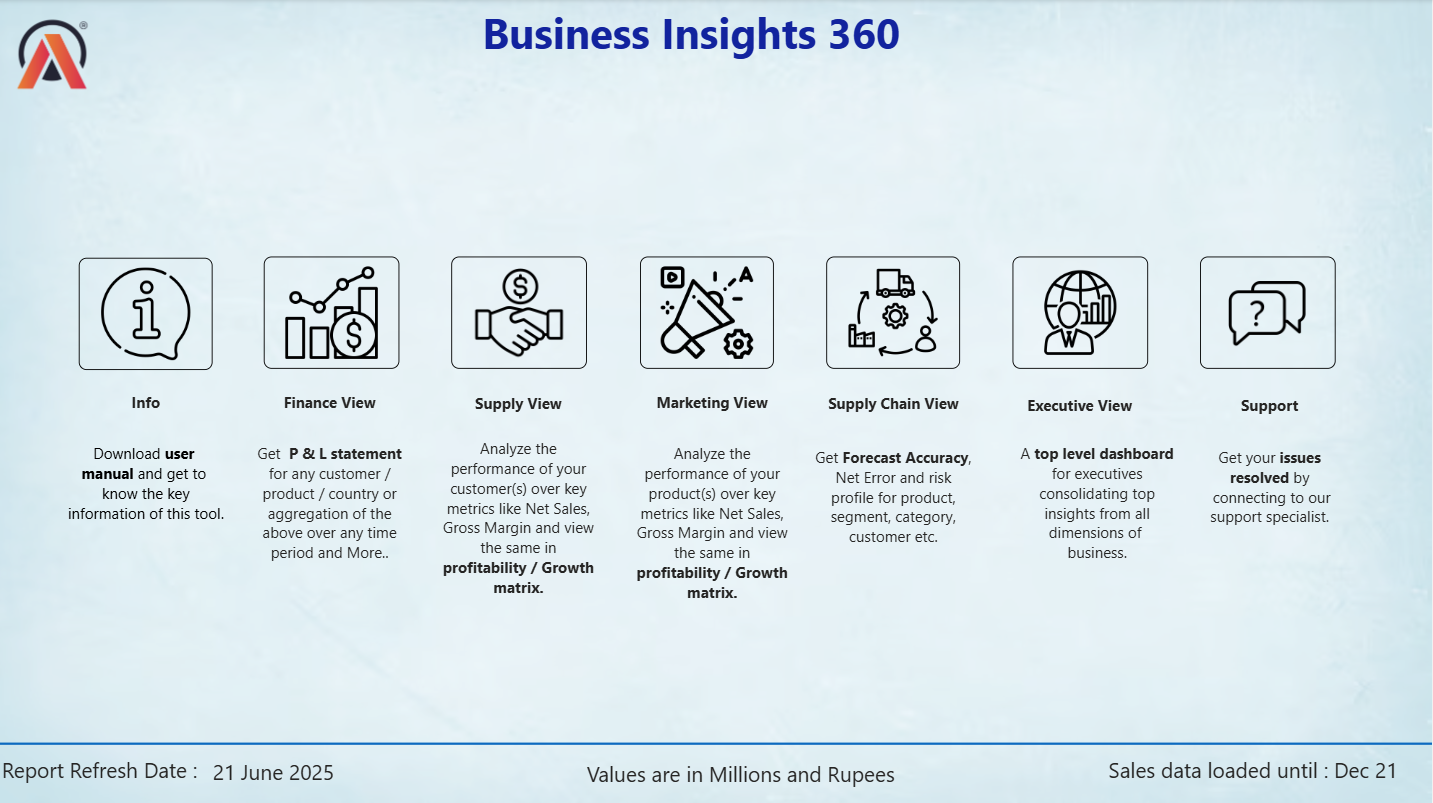 ®
Business Insights 360
Info
Download user
manual and get to
know the key
information of this tool.
Finance View
Get P & L statement
for any customer /
product / country or
aggregation of the
above over any time
period and More..
$
$
Supply View
Analyze the
performance of your
customer(s) over key
metrics like Net Sales,
Gross Margin and view
the same in
profitability / Growth
matrix.
A
Marketing View
Analyze the
performance of your
product(s) over key
metrics like Net Sales,
Gross Margin and view
the same in
profitability / Growth
matrix.
Supply Chain View
Get Forecast Accuracy,
Net Error and risk
profile for product,
segment, category,
customer etc.
Executive View
A top level dashboard
for executives
consolidating top
insights from all
dimensions of
business.
?
Support
Get your issues
resolved by
connecting to our
support specialist.
Report Refresh Date : 21 June 2025
Values are in Millions and Rupees
Sales data loaded until : Dec 21